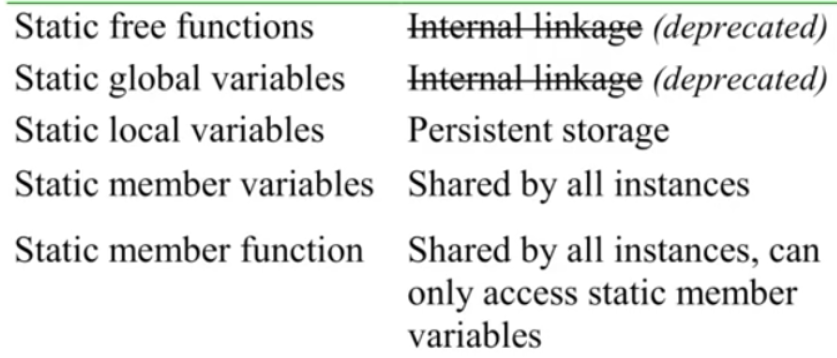 Static free functions Internal linkage (deprecated)
Static global variables Internal linkage (deprecated)
Static local variables Persistent storage
Static member variables Shared by all instances
Static member function Shared by all instances, can
only access static member
variables